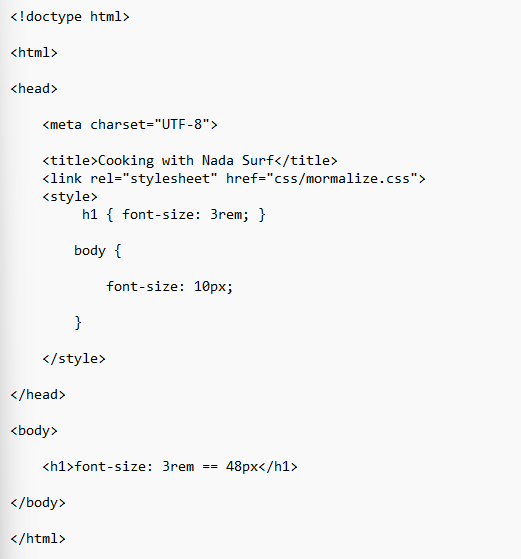 <!doctype html>
<html>
<head>
<meta charset="UTF-8">
<title>Cooking with Nada Surf</title>
<link rel="stylesheet" href="css/mormalize.css">
<style>
h1 { font-size: 3rem; }
body {
font-size: 10px;
}
</style>
</head>
<body>
<h1>font-size: 3rem == 48px</h1>
</body>
</html>